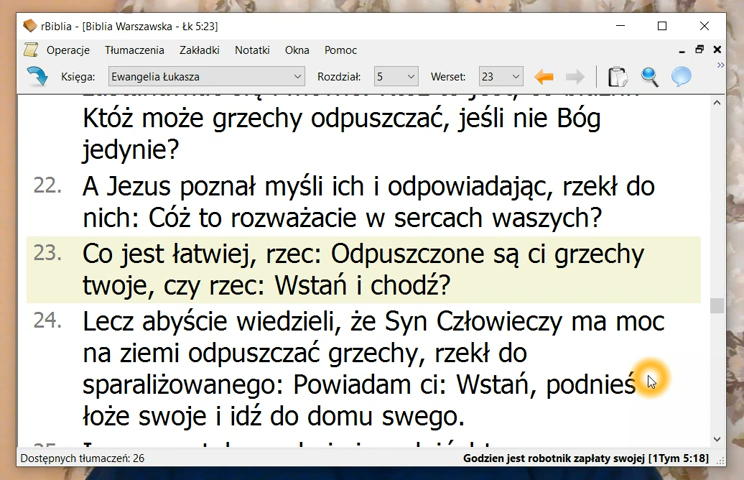 rBiblia - [Biblia Warszawska - Łk 5:23]
Operacje Tłumaczenia Zakładki Notatki Okna Pomoc
Księga: Ewangelia Łukasza Rozdział: 5 Werset: 23
Któż może grzechy odpuszczać, jeśli nie Bóg
jedynie?
22. A Jezus poznał myśli ich i odpowiadając, rzekł do
nich: Cóż to rozważacie w sercach waszych?
23. Co jest łatwiej, rzec: Odpuszczone są ci grzechy
twoje, czy rzec: Wstań i chodź?
24. Lecz abyście wiedzieli, że Syn Człowieczy ma moc
na ziemi odpuszczać grzechy, rzekł do
sparaliżowanego: Powiadam ci: Wstań, podnieś
łoże swoje i idź do domu swego.
Dostępnych tłumaczeń: 26 Godzien jest robotnik zapłaty swojej [1Tym 5:18]